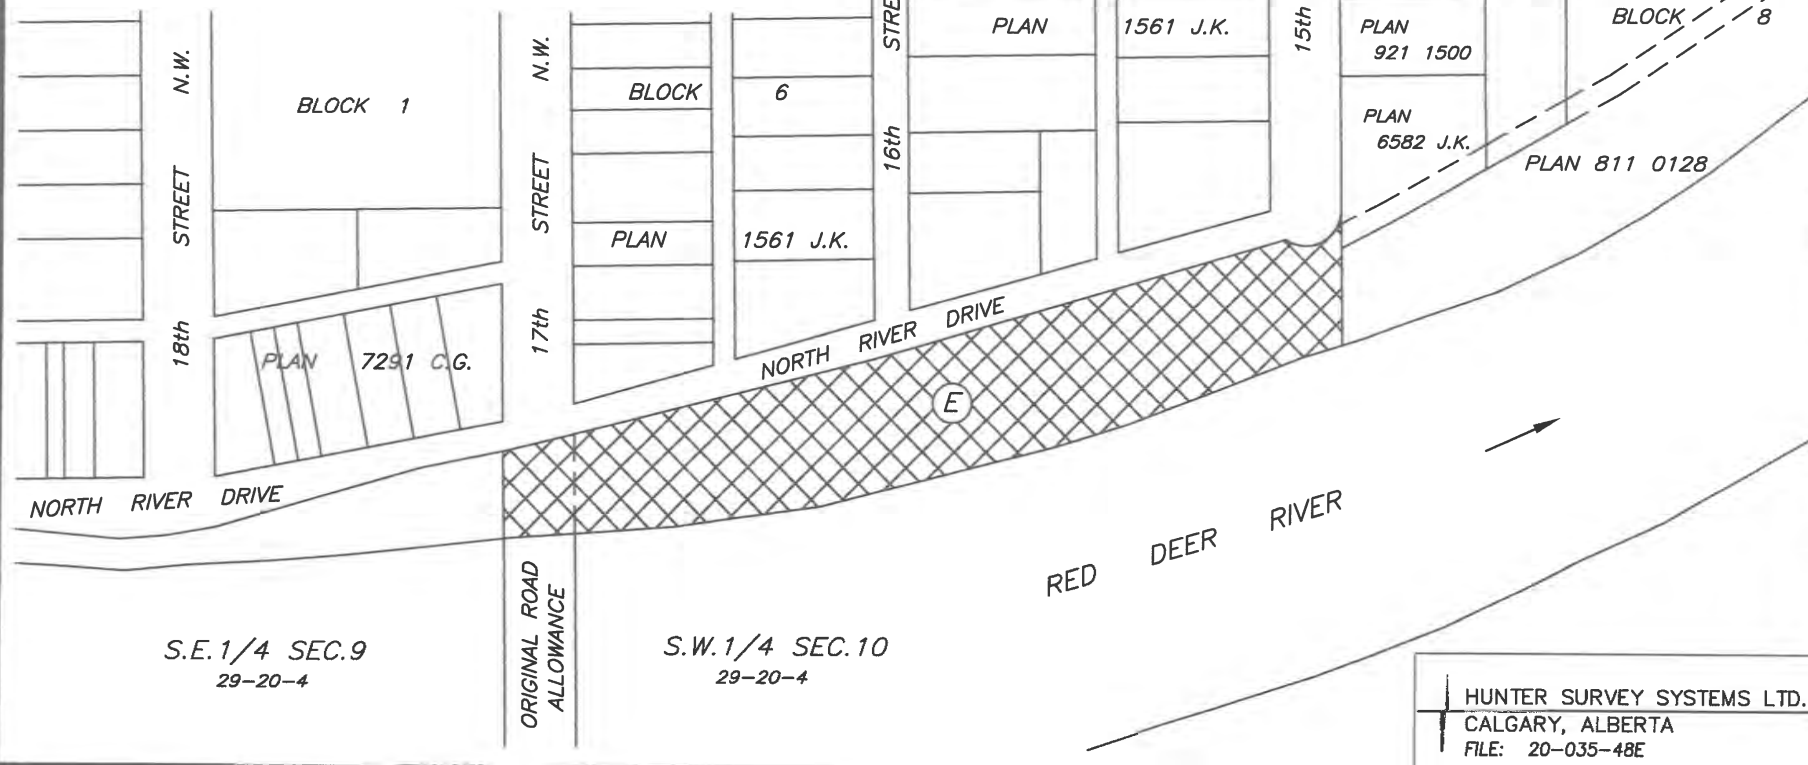 18th STREET N.W.
BLOCK 1
17th STREET N.W.
BLOCK 6
PLAN 1561 J.K.
16th STRE
PLAN 1561 J.K.
15th
PLAN
921 1500
PLAN
6582 J.K.
BLOCK 8
PLAN 811 0128
PLAN 7291 C.G.
NORTH RIVER DRIVE
NORTH RIVER DRIVE
E
RED DEER RIVER
S.E.1/4 SEC.9
29-20-4
ORIGINAL ROAD
ALLOWANCE
S.W.1/4 SEC.10
29-20-4
HUNTER SURVEY SYSTEMS LTD.
CALGARY, ALBERTA
FILE: 20-035-48E